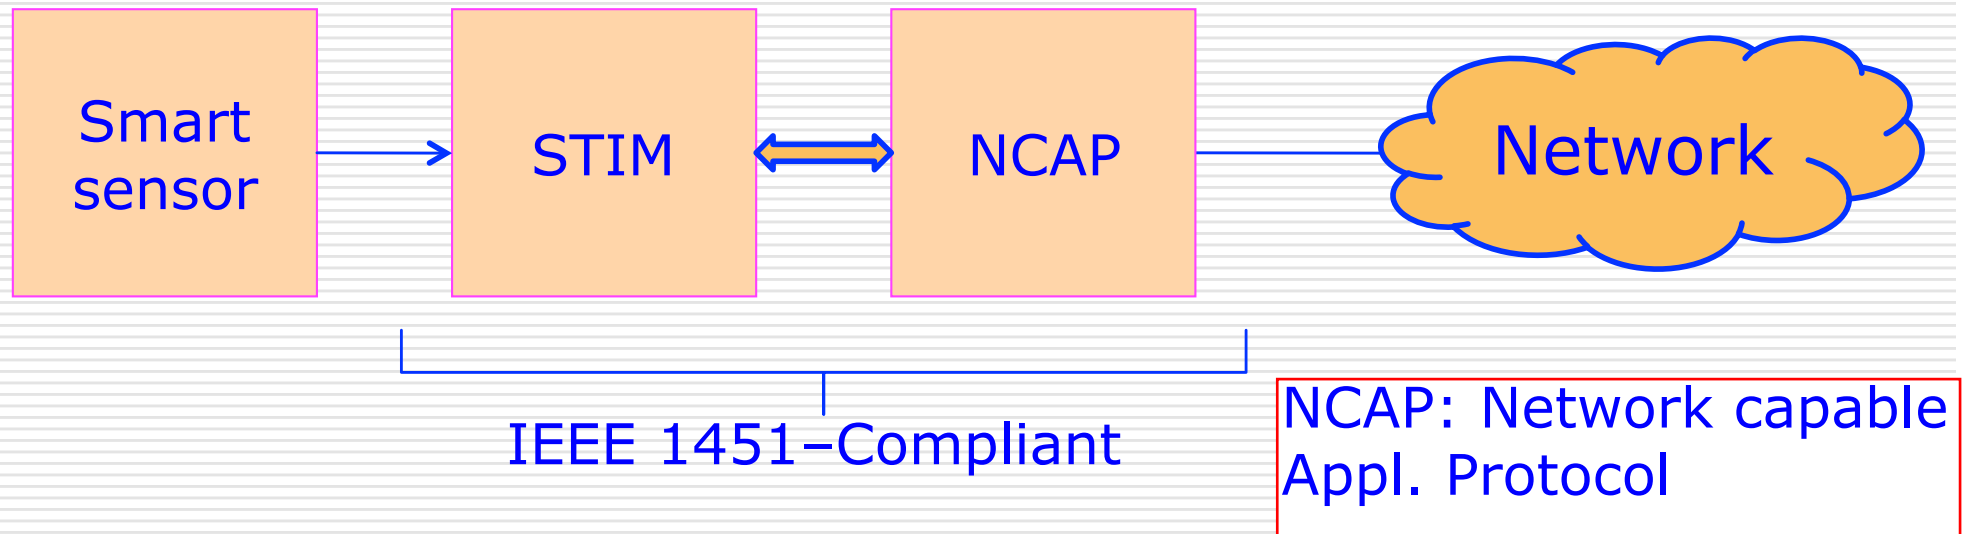 Smart
sensor
STIM
NCAP
Network
IEEE 1451–Compliant
NCAP: Network capable
Appl. Protocol